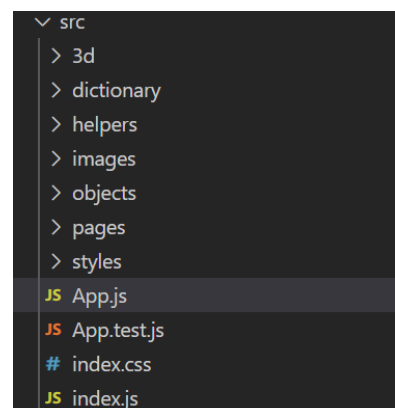 src
3d
dictionary
helpers
images
objects
pages
styles
JS App.js
JS App.test.js
# index.css
JS index.js